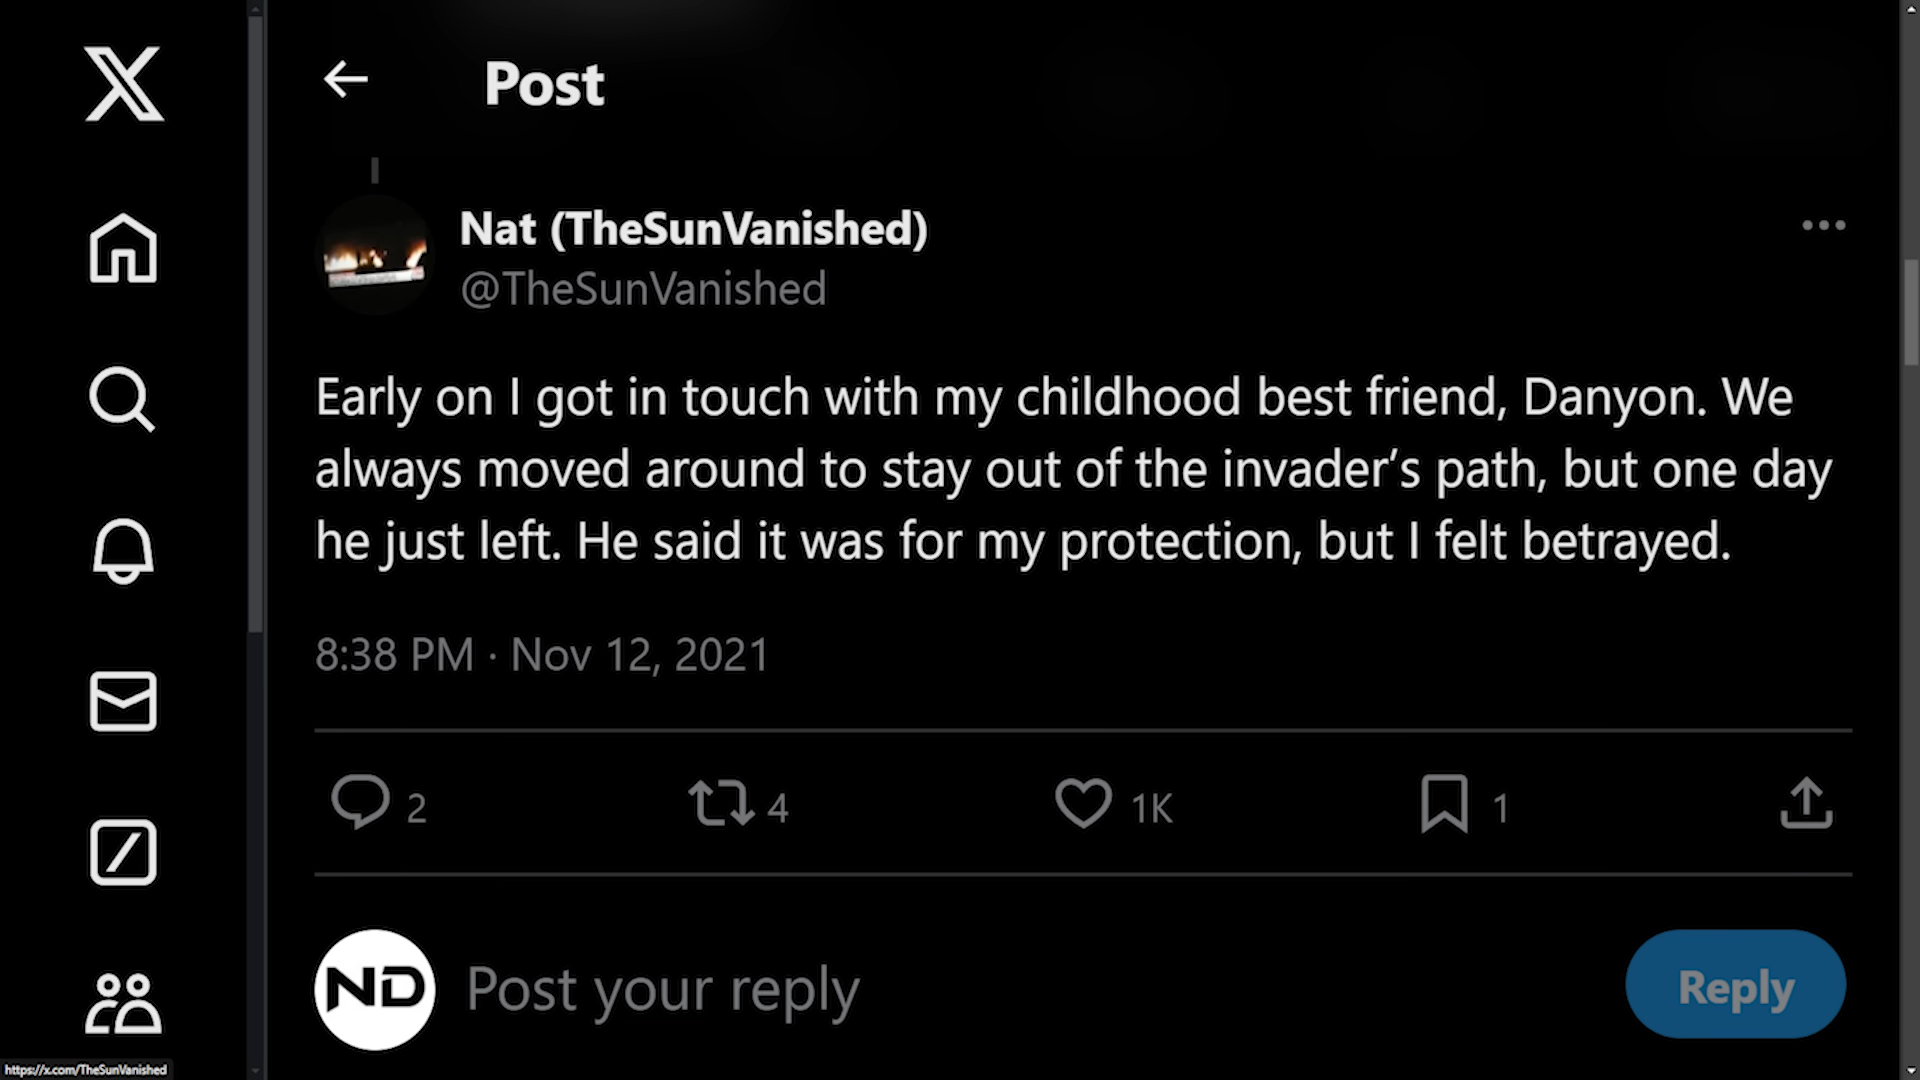 Post
Nat (TheSunVanished)
@TheSunVanished
Early on I got in touch with my childhood best friend, Danyon. We
always moved around to stay out of the invader’s path, but one day
he just left. He said it was for my protection, but I felt betrayed.
8:38 PM · Nov 12, 2021
2 4 1K 1
ND Post your reply Reply
https://x.com/TheSunVanished